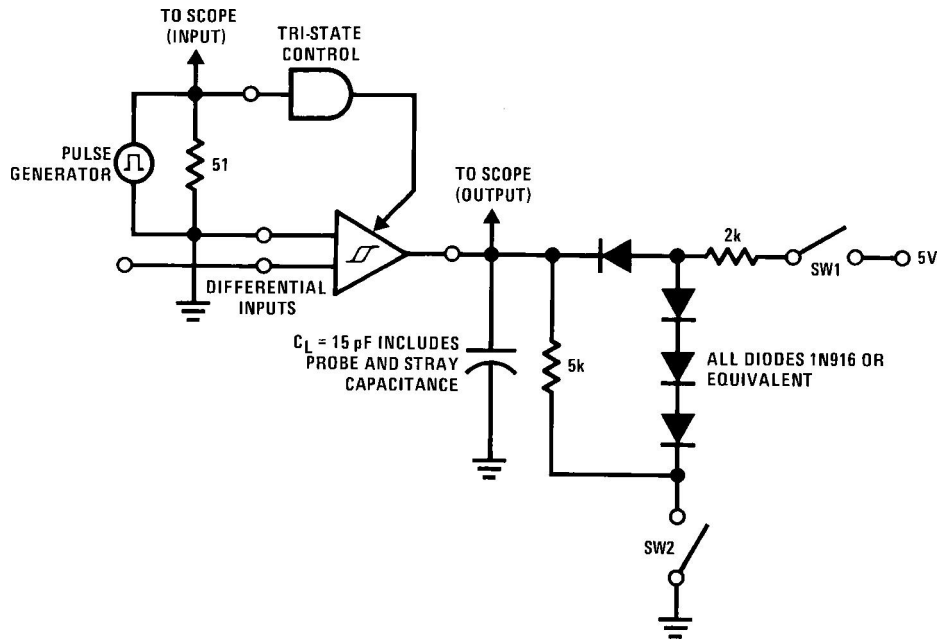 TO SCOPE
(INPUT)
TRI-STATE
CONTROL
PULSE
GENERATOR
51
TO SCOPE
(OUTPUT)
2k
SW1
5V
DIFFERENTIAL
INPUTS
CL = 15 pF INCLUDES
PROBE AND STRAY
CAPACITANCE
5k
ALL DIODES 1N916 OR
EQUIVALENT
SW2